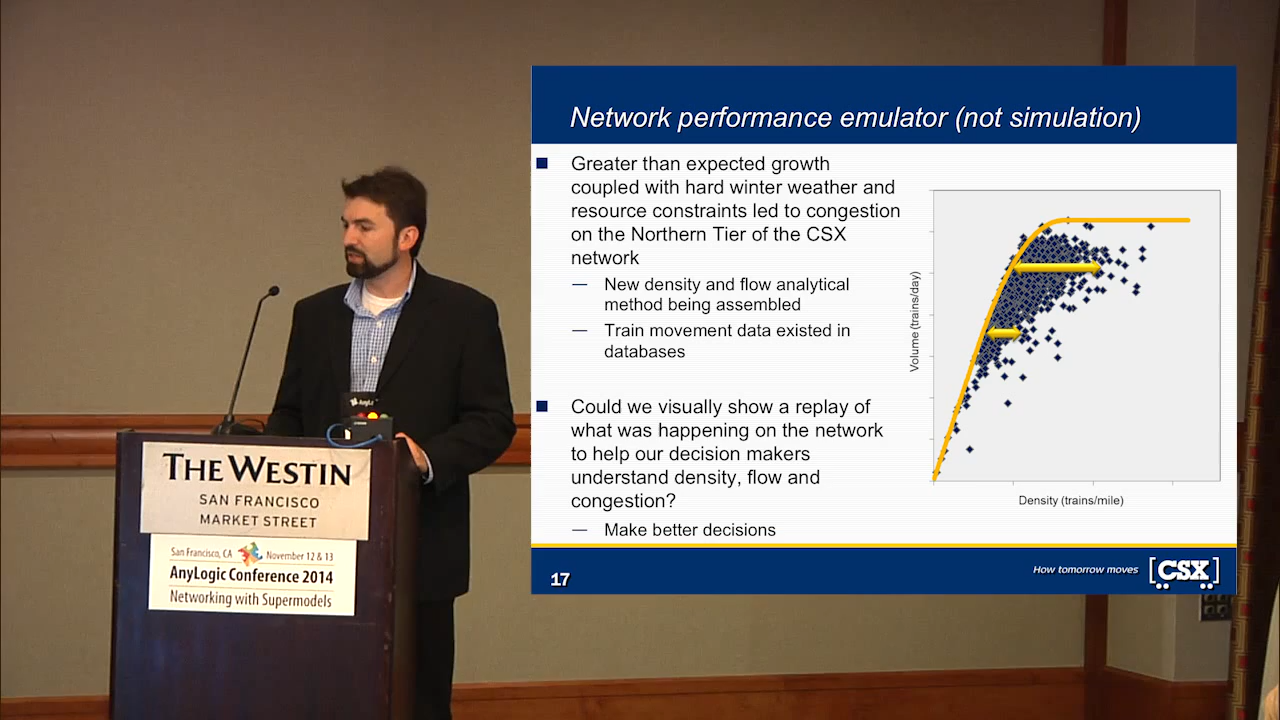 Network performance emulator (not simulation)
Greater than expected growth
coupled with hard winter weather and
resource constraints led to congestion
on the Northern Tier of the CSX
network
— New density and flow analytical
method being assembled
— Train movement data existed in
databases
Could we visually show a replay of
what was happening on the network
to help our decision makers
understand density, flow and
congestion?
— Make better decisions
Volume (trains/day)
Density (trains/mile)
17
How tomorrow moves
[CSX]
THE WESTIN
SAN FRANCISCO
MARKET STREET
San Francisco, CA November 12 & 13
AnyLogic Conference 2014
Networking with Supermodels